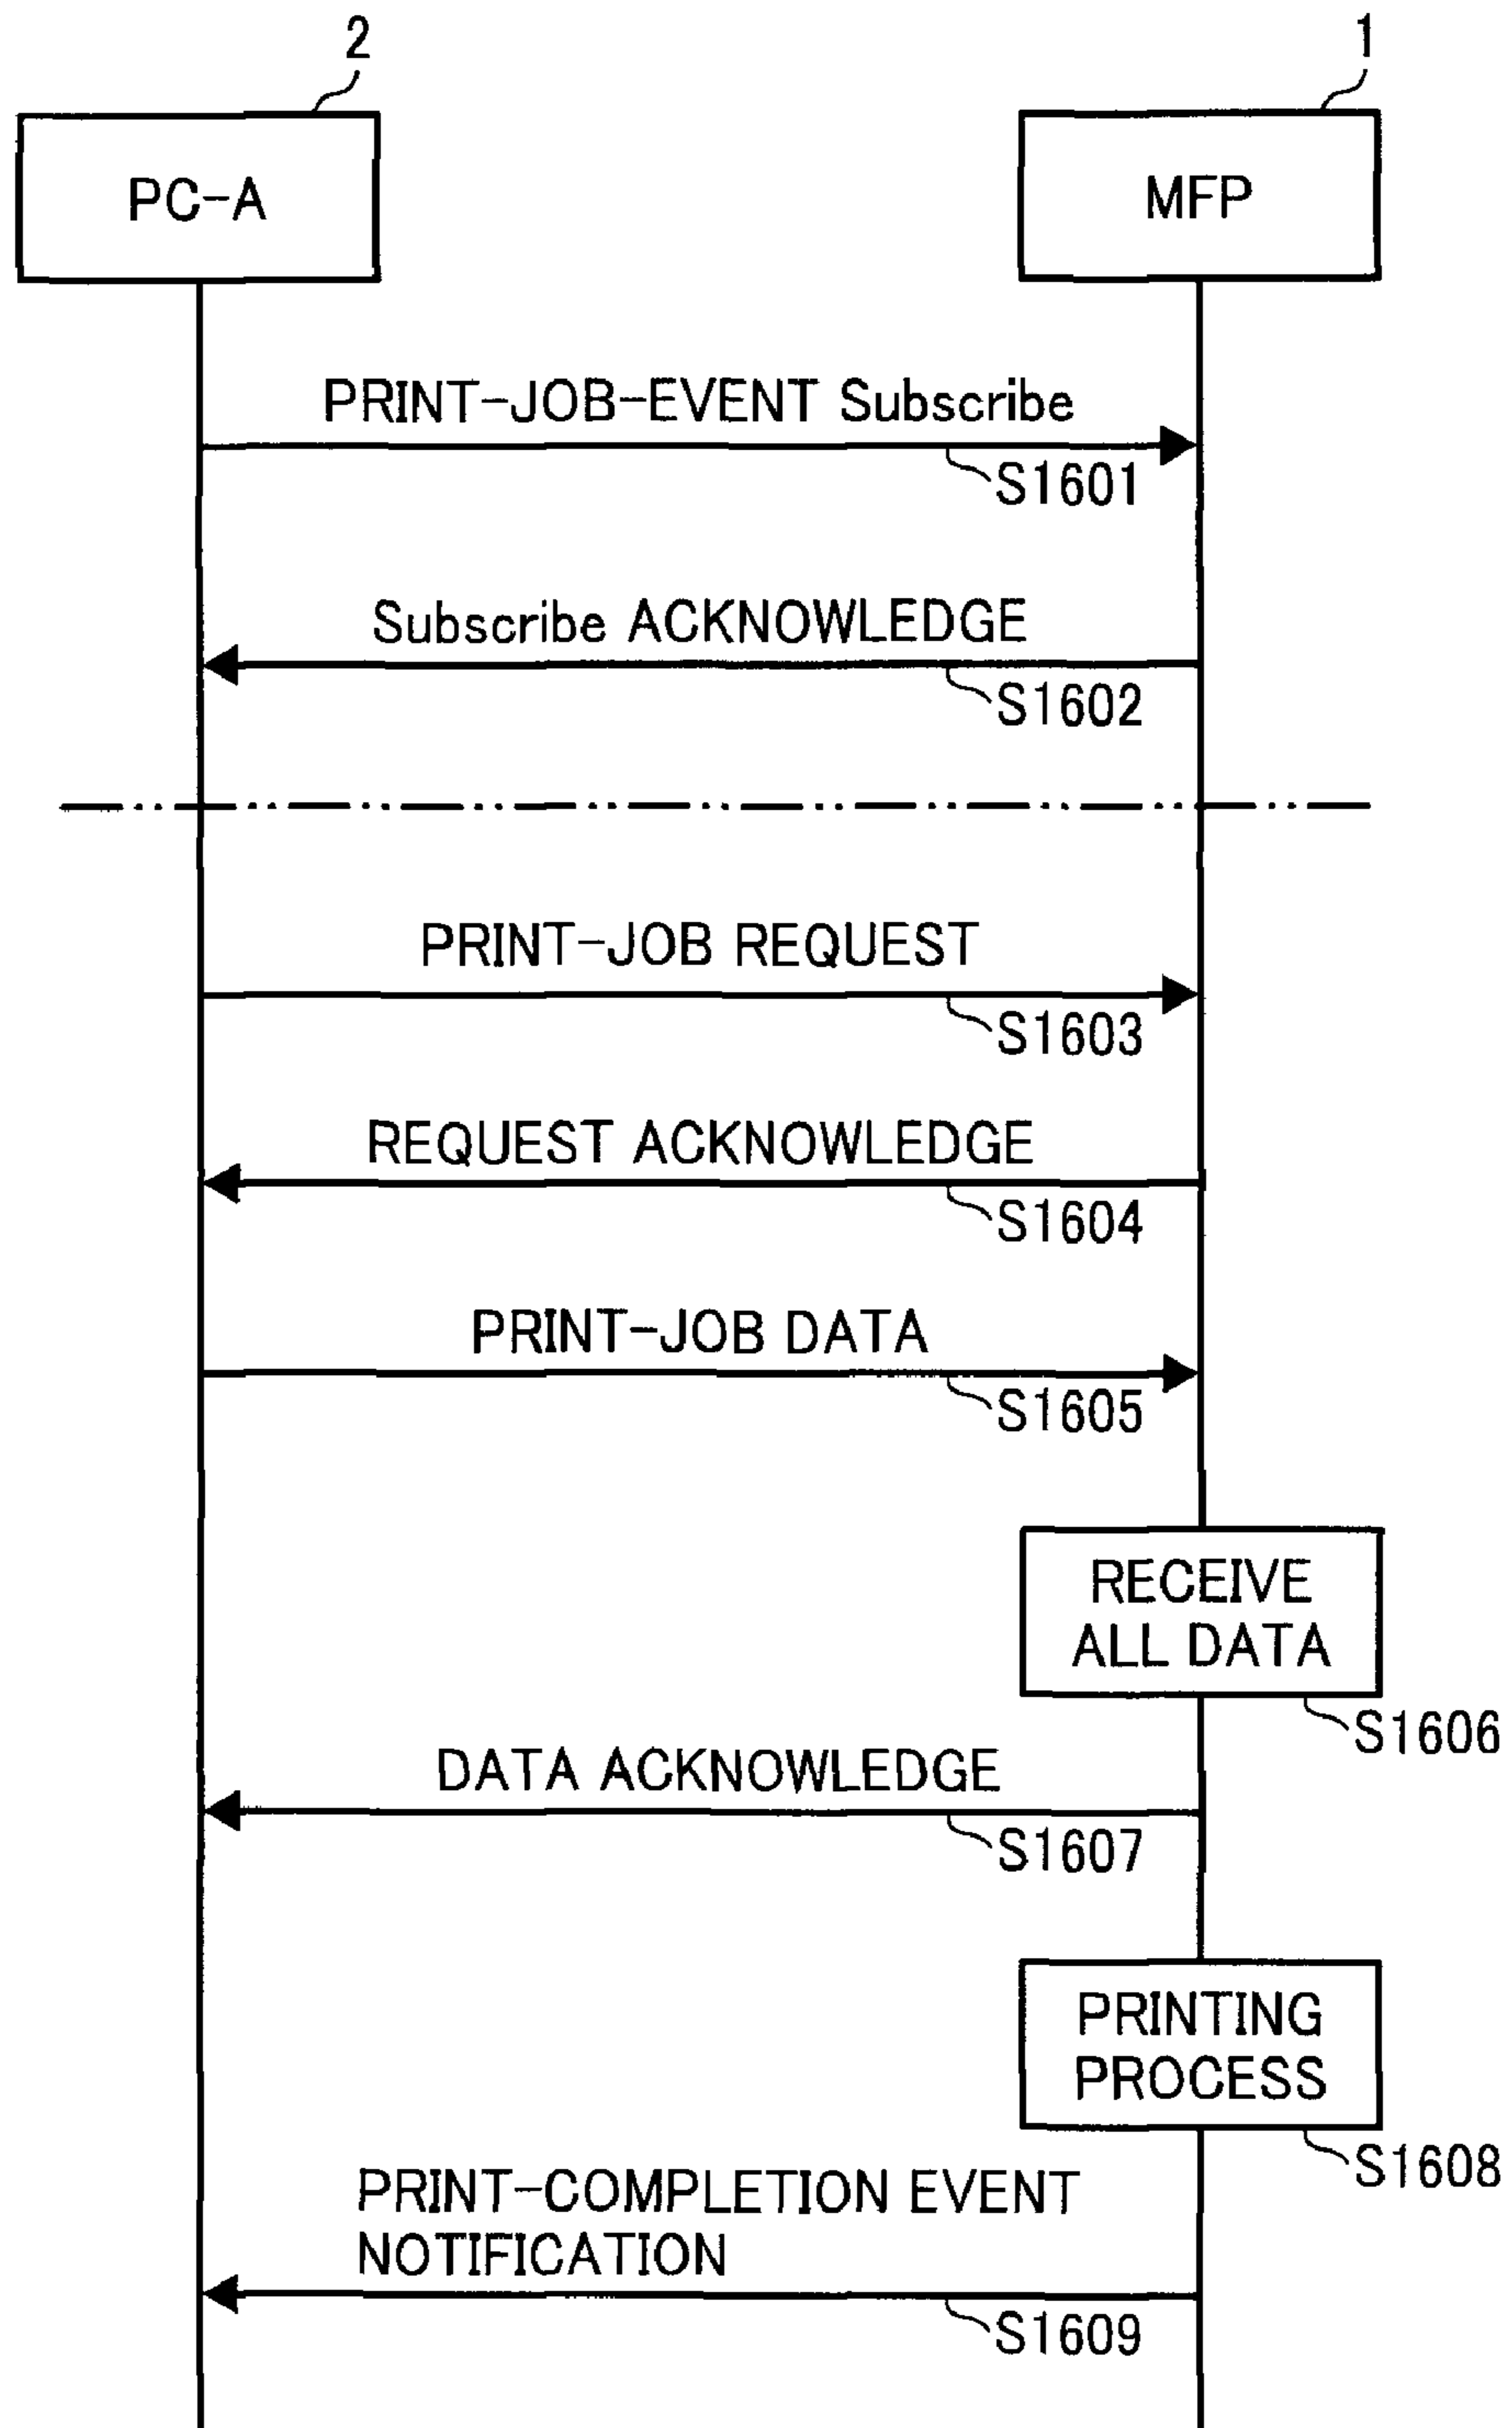 2
1
PC-A
MFP
PRINT-JOB-EVENT Subscribe
S1601
Subscribe ACKNOWLEDGE
S1602
PRINT-JOB REQUEST
S1603
REQUEST ACKNOWLEDGE
S1604
PRINT-JOB DATA
S1605
RECEIVE
ALL DATA
S1606
DATA ACKNOWLEDGE
S1607
PRINTING
PROCESS
S1608
PRINT-COMPLETION EVENT
NOTIFICATION
S1609